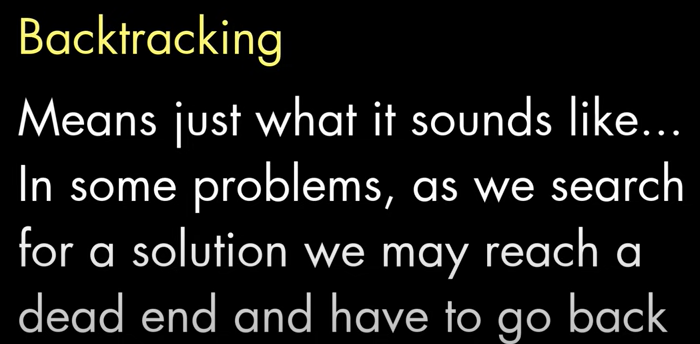 Backtracking
Means just what it sounds like...
In some problems, as we search
for a solution we may reach a
dead end and have to go back